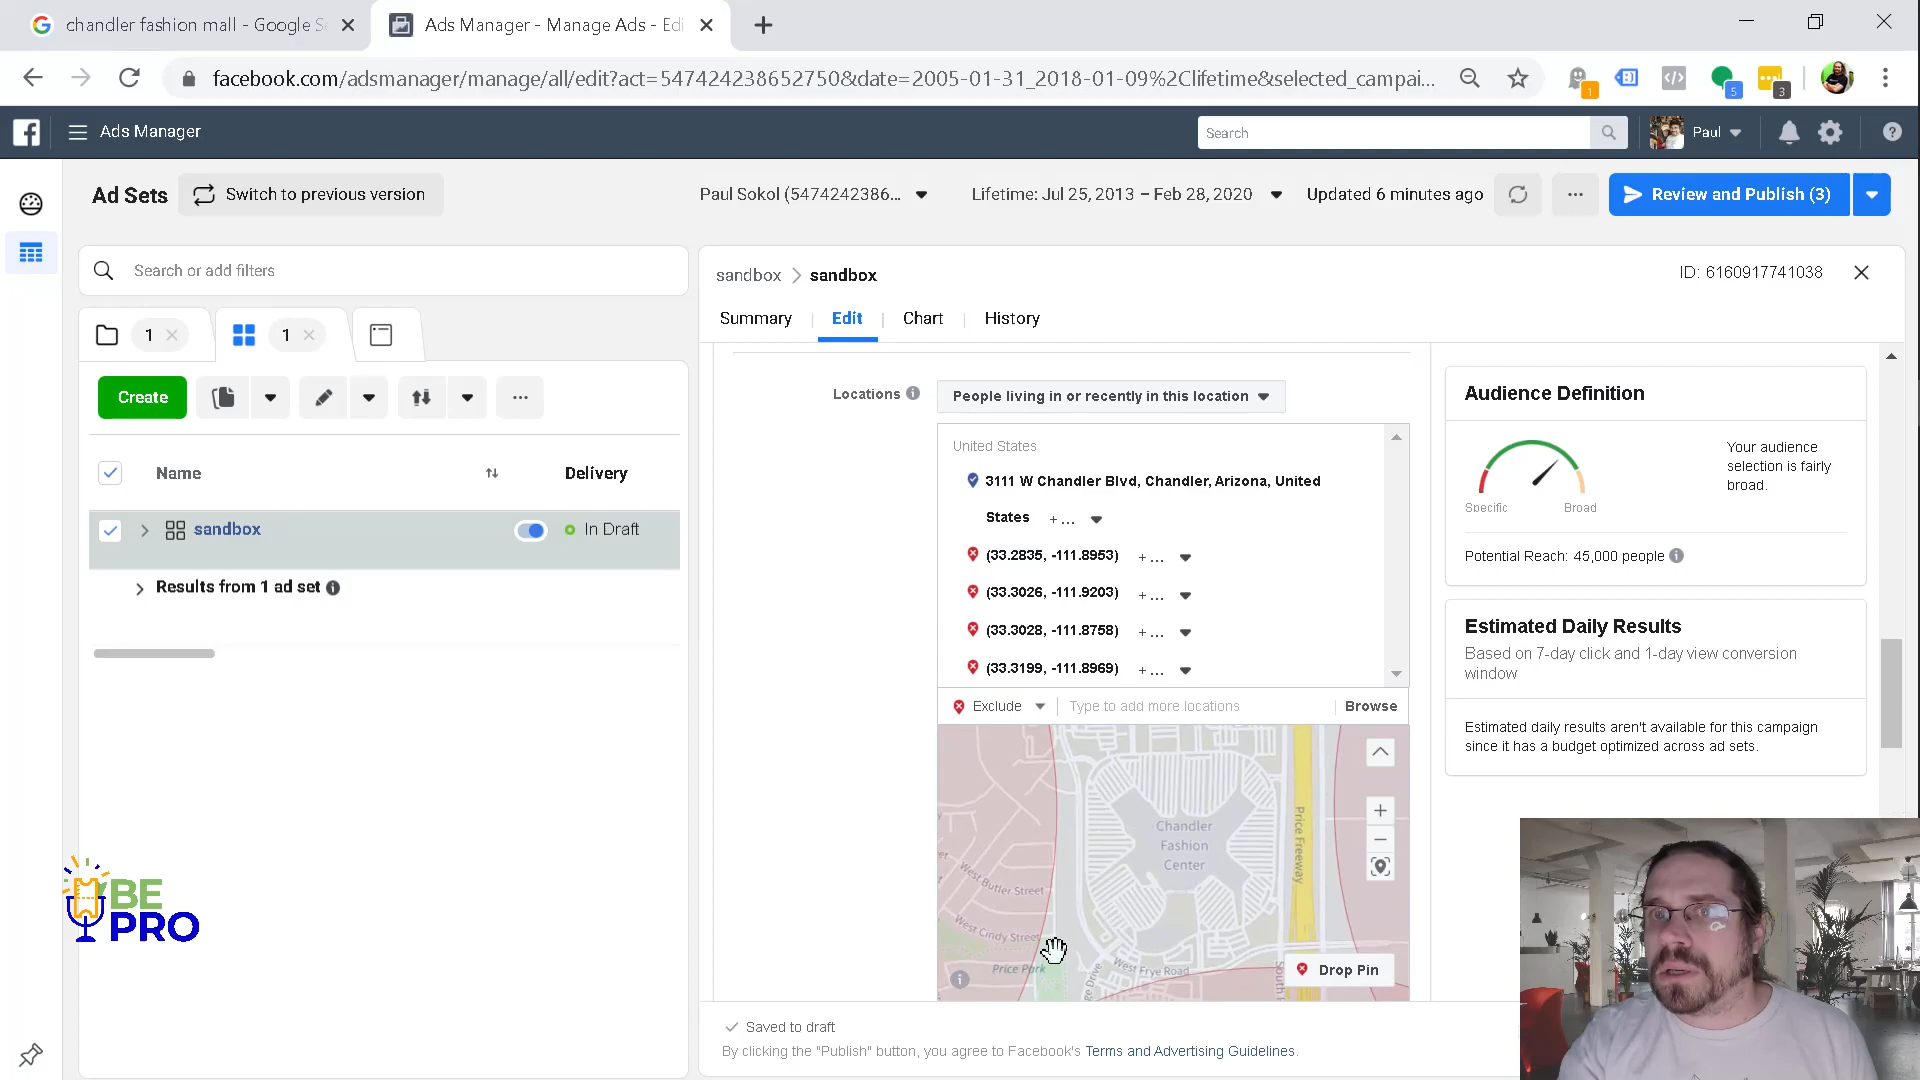 chandler fashion mall - Google Se
Ads Manager - Manage Ads - Edi
facebook.com/adsmanager/manage/all/edit?act=547424238652750&date=2005-01-31_2018-01-09%2Clifetime&selected_campai...
1
5
3
Ads Manager
Search
Paul
Ad Sets
Switch to previous version
Paul Sokol (5474242386...
Lifetime: Jul 25, 2013 – Feb 28, 2020
Updated 6 minutes ago
Review and Publish (3)
Search or add filters
sandbox > sandbox
ID: 6160917741038
1
1
Summary
Edit
Chart
History
Create
Name
Delivery
sandbox
In Draft
Results from 1 ad set
Locations
People living in or recently in this location
United States
3111 W Chandler Blvd, Chandler, Arizona, United
States + ...
(33.2835, -111.8953) + ...
(33.3026, -111.9203) + ...
(33.3028, -111.8758) + ...
(33.3199, -111.8969) + ...
Exclude
Type to add more locations
Browse
Chandler
Fashion
Center
Price Freeway
West Butler Street
West Cindy Street
Price Park
West Frye Road
Drop Pin
Audience Definition
Specific
Broad
Your audience
selection is fairly
broad.
Potential Reach: 45,000 people
Estimated Daily Results
Based on 7-day click and 1-day view conversion
window
Estimated daily results aren't available for this campaign
since it has a budget optimized across ad sets.
Saved to draft
By clicking the "Publish" button, you agree to Facebook's Terms and Advertising Guidelines.
BE
PRO